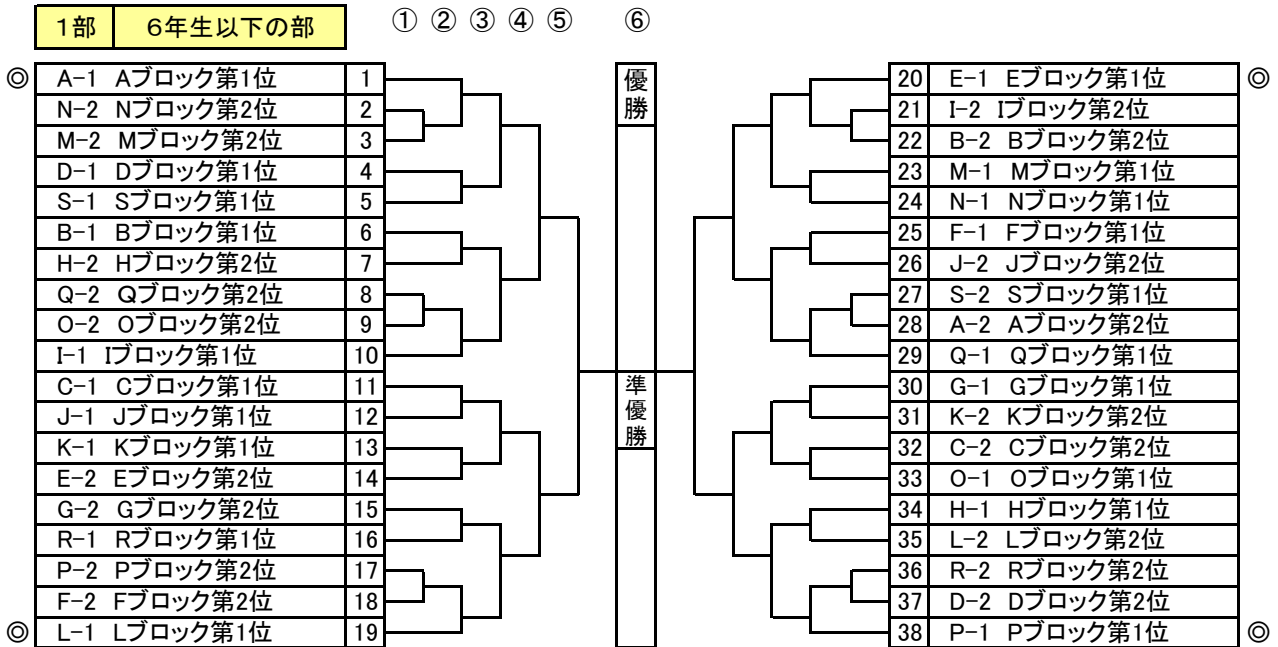 1部 6年生以下の部 ① ② ③ ④ ⑤ ⑥
◎ A-1 Aブロック第1位 1
N-2 Nブロック第2位 2
M-2 Mブロック第2位 3
D-1 Dブロック第1位 4
S-1 Sブロック第1位 5
B-1 Bブロック第1位 6
H-2 Hブロック第2位 7
Q-2 Qブロック第2位 8
O-2 Oブロック第2位 9
I-1 Iブロック第1位 10
C-1 Cブロック第1位 11
J-1 Jブロック第1位 12
K-1 Kブロック第1位 13
E-2 Eブロック第2位 14
G-2 Gブロック第2位 15
R-1 Rブロック第1位 16
P-2 Pブロック第2位 17
F-2 Fブロック第2位 18
◎ L-1 Lブロック第1位 19
優勝
準優勝
20 E-1 Eブロック第1位 ◎
21 I-2 Iブロック第2位
22 B-2 Bブロック第2位
23 M-1 Mブロック第1位
24 N-1 Nブロック第1位
25 F-1 Fブロック第1位
26 J-2 Jブロック第2位
27 S-2 Sブロック第1位
28 A-2 Aブロック第2位
29 Q-1 Qブロック第1位
30 G-1 Gブロック第1位
31 K-2 Kブロック第2位
32 C-2 Cブロック第2位
33 O-1 Oブロック第1位
34 H-1 Hブロック第1位
35 L-2 Lブロック第2位
36 R-2 Rブロック第2位
37 D-2 Dブロック第2位
38 P-1 Pブロック第1位 ◎